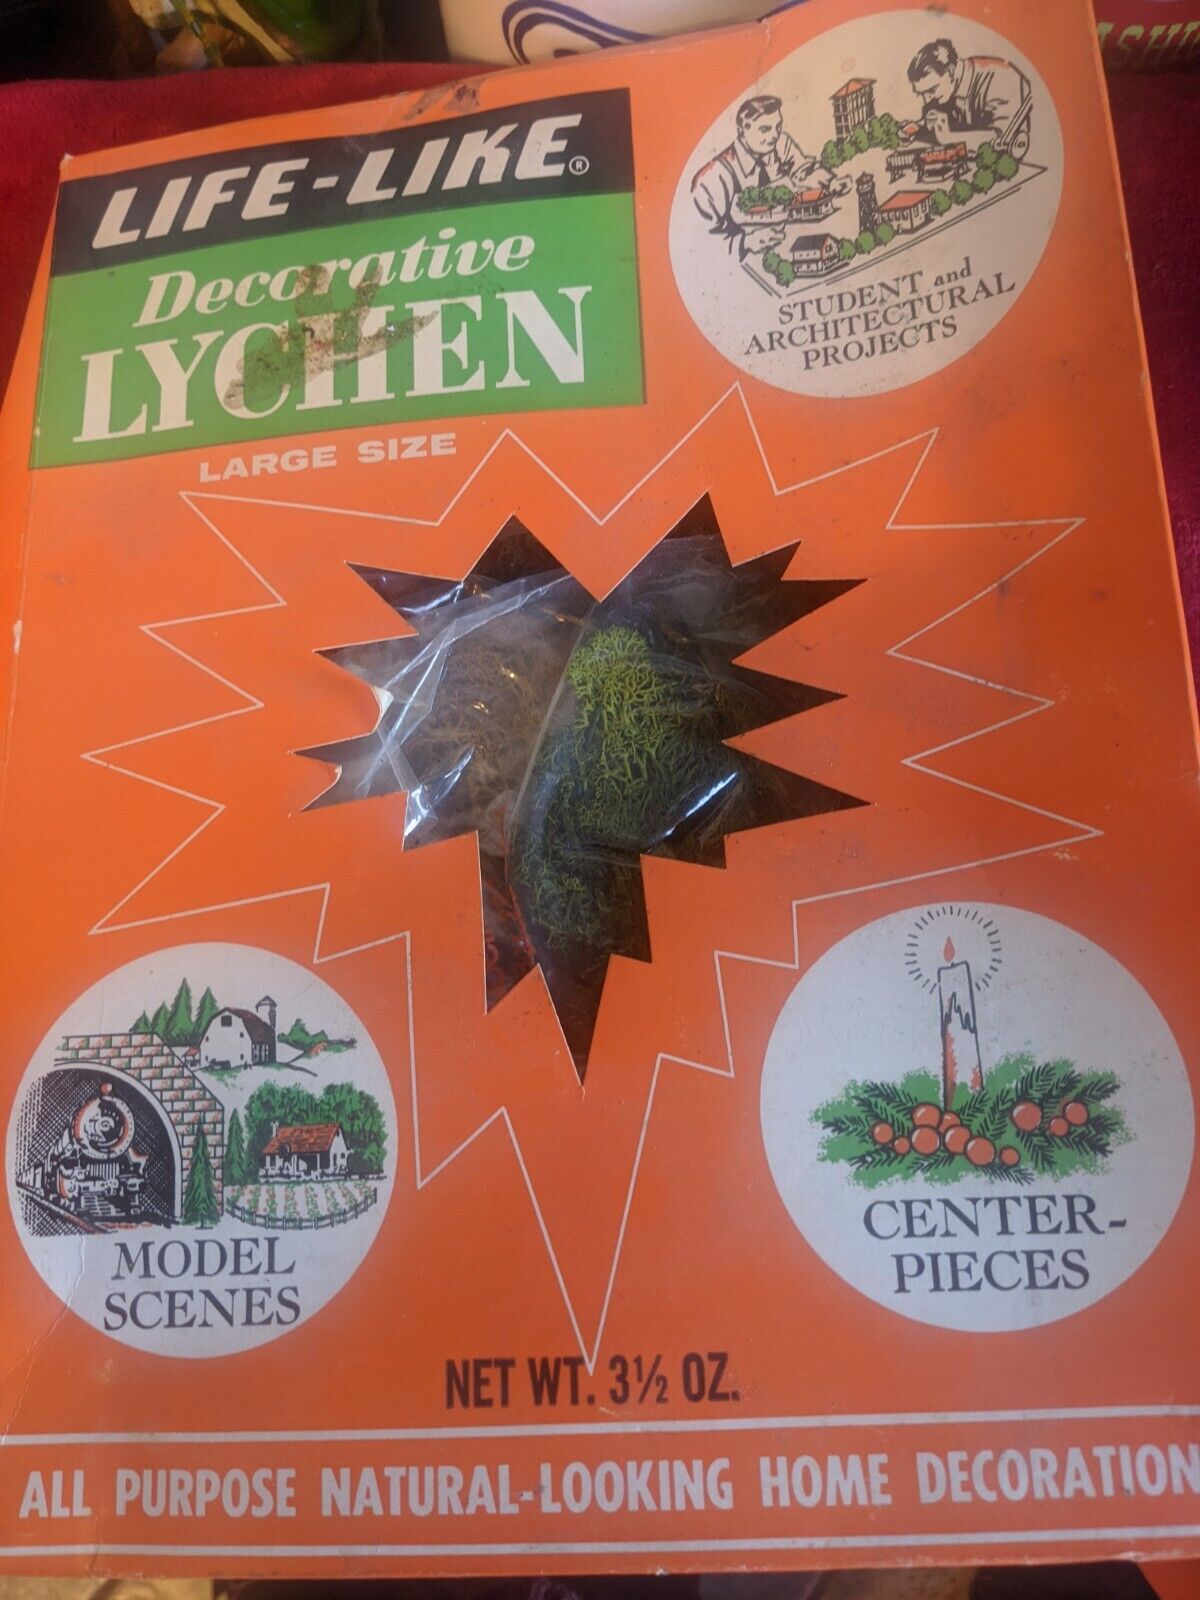 LIFE-LIKE®
Decorative
LYCHEN
LARGE SIZE
STUDENT and
ARCHITECTURAL
PROJECTS
MODEL
SCENES
CENTER-
PIECES
NET WT. 3½ OZ.
ALL PURPOSE NATURAL-LOOKING HOME DECORATION